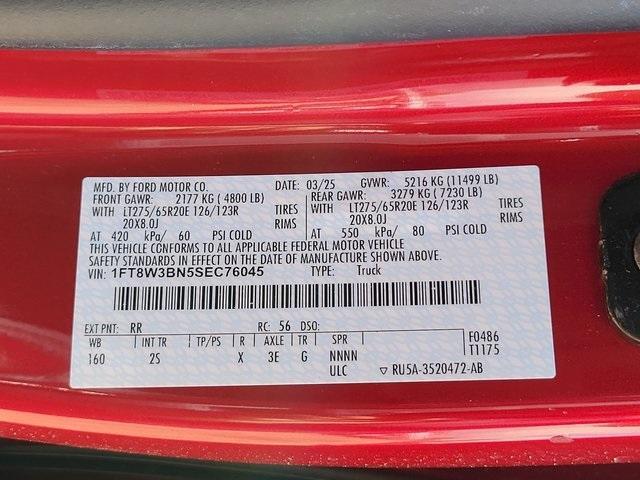 MFD. BY FORD MOTOR CO. DATE: 03/25 GVWR: 5216 KG (11499 LB)
FRONT GAWR: 2177 KG (4800 LB) REAR GAWR: 3279 KG (7230 LB)
WITH LT275/65R20E 126/123R TIRES WITH LT275/65R20E 126/123R TIRES
20X8.0J RIMS 20X8.0J RIMS
AT 420 kPa/ 60 PSI COLD AT 550 kPa/ 80 PSI COLD
THIS VEHICLE CONFORMS TO ALL APPLICABLE FEDERAL MOTOR VEHICLE
SAFETY STANDARDS IN EFFECT ON THE DATE OF MANUFACTURE SHOWN ABOVE.
VIN: 1FT8W3BN5SEC76045 TYPE: Truck
EXT PNT: RR RC: 56 DSO: F0486
WB INT TR TP/PS R AXLE TR SPR T1175
160 2S X 3E G NNNN
ULC ▽ RU5A-3520472-AB